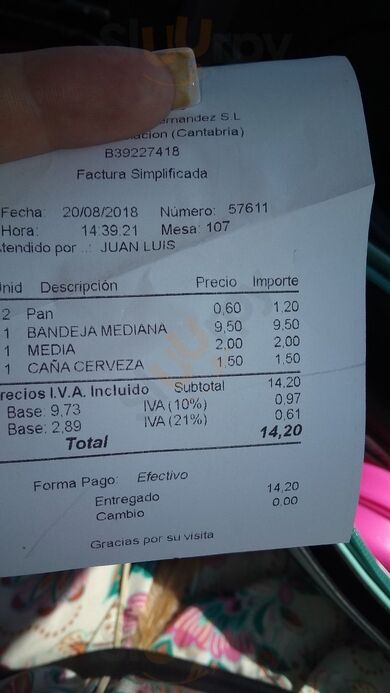 ernandez S.L
acion (Cantabria)
B39227418
Factura Simplificada
Fecha: 20/08/2018 Número: 57611
Hora: 14:39.21 Mesa: 107
tendido por ..: JUAN LUIS
nid Descripción Precio Importe
2 Pan 0,60 1,20
1 BANDEJA MEDIANA 9,50 9,50
1 MEDIA 2,00 2,00
1 CAÑA CERVEZA 1,50 1,50
recios I.V.A. Incluido Subtotal 14,20
Base: 9,73 IVA (10%) 0,97
Base: 2,89 IVA (21%) 0,61
Total 14,20
Forma Pago: Efectivo
Entregado 14,20
Cambio 0,00
Gracias por su visita